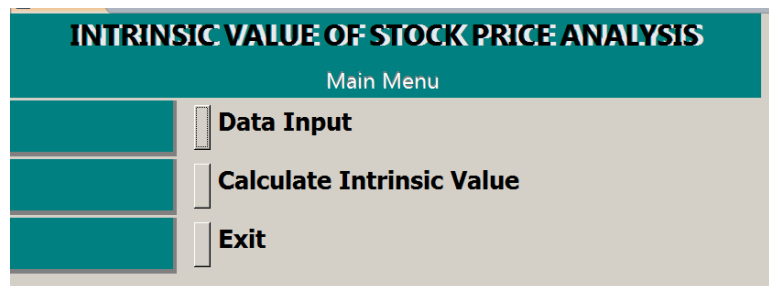 INTRINSIC VALUE OF STOCK PRICE ANALYSIS
Main Menu
Data Input
Calculate Intrinsic Value
Exit